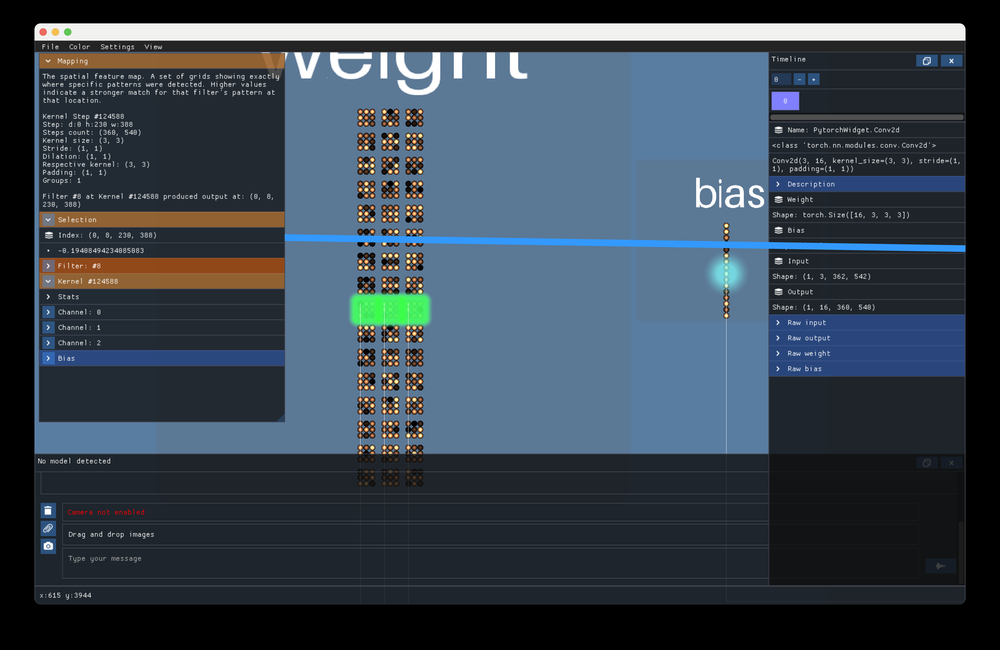 File Color Settings View
Mapping
The spatial feature map. A set of grids showing exactly
where specific patterns were detected. Higher values
indicate a stronger match for that filter's pattern at
that location.
Kernel Step #124588
Step: d:0 h:230 w:388
Steps count: (360, 540)
Kernel size: (3, 3)
Stride: (1, 1)
Dilation: (1, 1)
Respective kernel: (3, 3)
Padding: (1, 1)
Groups: 1
Filter #8 at Kernel #124588 produced output at: (0, 8,
230, 388)
Selection
Index: (0, 8, 230, 388)
-0.19408494234085083
Filter: #8
Kernel #124588
Stats
Channel: 0
Channel: 1
Channel: 2
Bias
weight
bias
Timeline
0 - +
0
Name: PytorchWidget.Conv2d
<class 'torch.nn.modules.conv.Conv2d'>
Conv2d(3, 16, kernel_size=(3, 3), stride=(1,
1), padding=(1, 1))
Description
Weight
Shape: torch.Size([16, 3, 3, 3])
Bias
Input
Shape: (1, 3, 362, 542)
Output
Shape: (1, 16, 360, 540)
Raw input
Raw output
Raw weight
Raw bias
No model detected
Camera not enabled
Drag and drop images
Type your message
x:615 y:3944